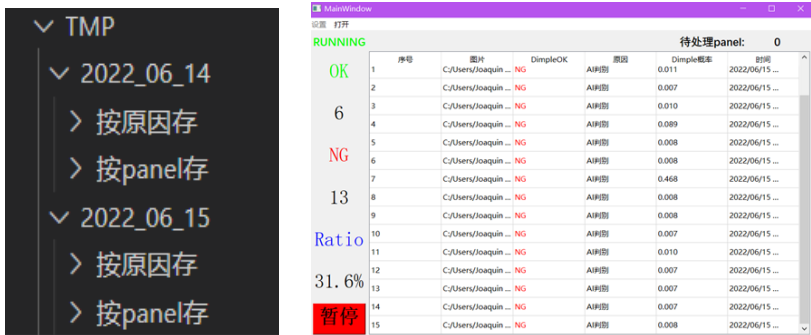 TMP
2022_06_14
按原因存
按panel存
2022_06_15
按原因存
按panel存
MainWindow
设置 打开
RUNNING 待处理panel: 0
OK
6
NG
13
Ratio
31.6%
暂停
序号 图片 DimpleOK 原因 Dimple概率 时间
1 C:/Users/Joaquin ... NG AI判别 0.011 2022/06/15 ...
2 C:/Users/Joaquin ... NG AI判别 0.007 2022/06/15 ...
3 C:/Users/Joaquin ... NG AI判别 0.010 2022/06/15 ...
4 C:/Users/Joaquin ... NG AI判别 0.089 2022/06/15 ...
5 C:/Users/Joaquin ... NG AI判别 0.008 2022/06/15 ...
6 C:/Users/Joaquin ... NG AI判别 0.008 2022/06/15 ...
7 C:/Users/Joaquin ... NG AI判别 0.468 2022/06/15 ...
8 C:/Users/Joaquin ... NG AI判别 0.008 2022/06/15 ...
9 C:/Users/Joaquin ... NG AI判别 0.008 2022/06/15 ...
10 C:/Users/Joaquin ... NG AI判别 0.007 2022/06/15 ...
11 C:/Users/Joaquin ... NG AI判别 0.010 2022/06/15 ...
12 C:/Users/Joaquin ... NG AI判别 0.007 2022/06/15 ...
13 C:/Users/Joaquin ... NG AI判别 0.007 2022/06/15 ...
14 C:/Users/Joaquin ... NG AI判别 0.007 2022/06/15 ...
15 C:/Users/Joaquin ... NG AI判别 0.008 2022/06/15 ...